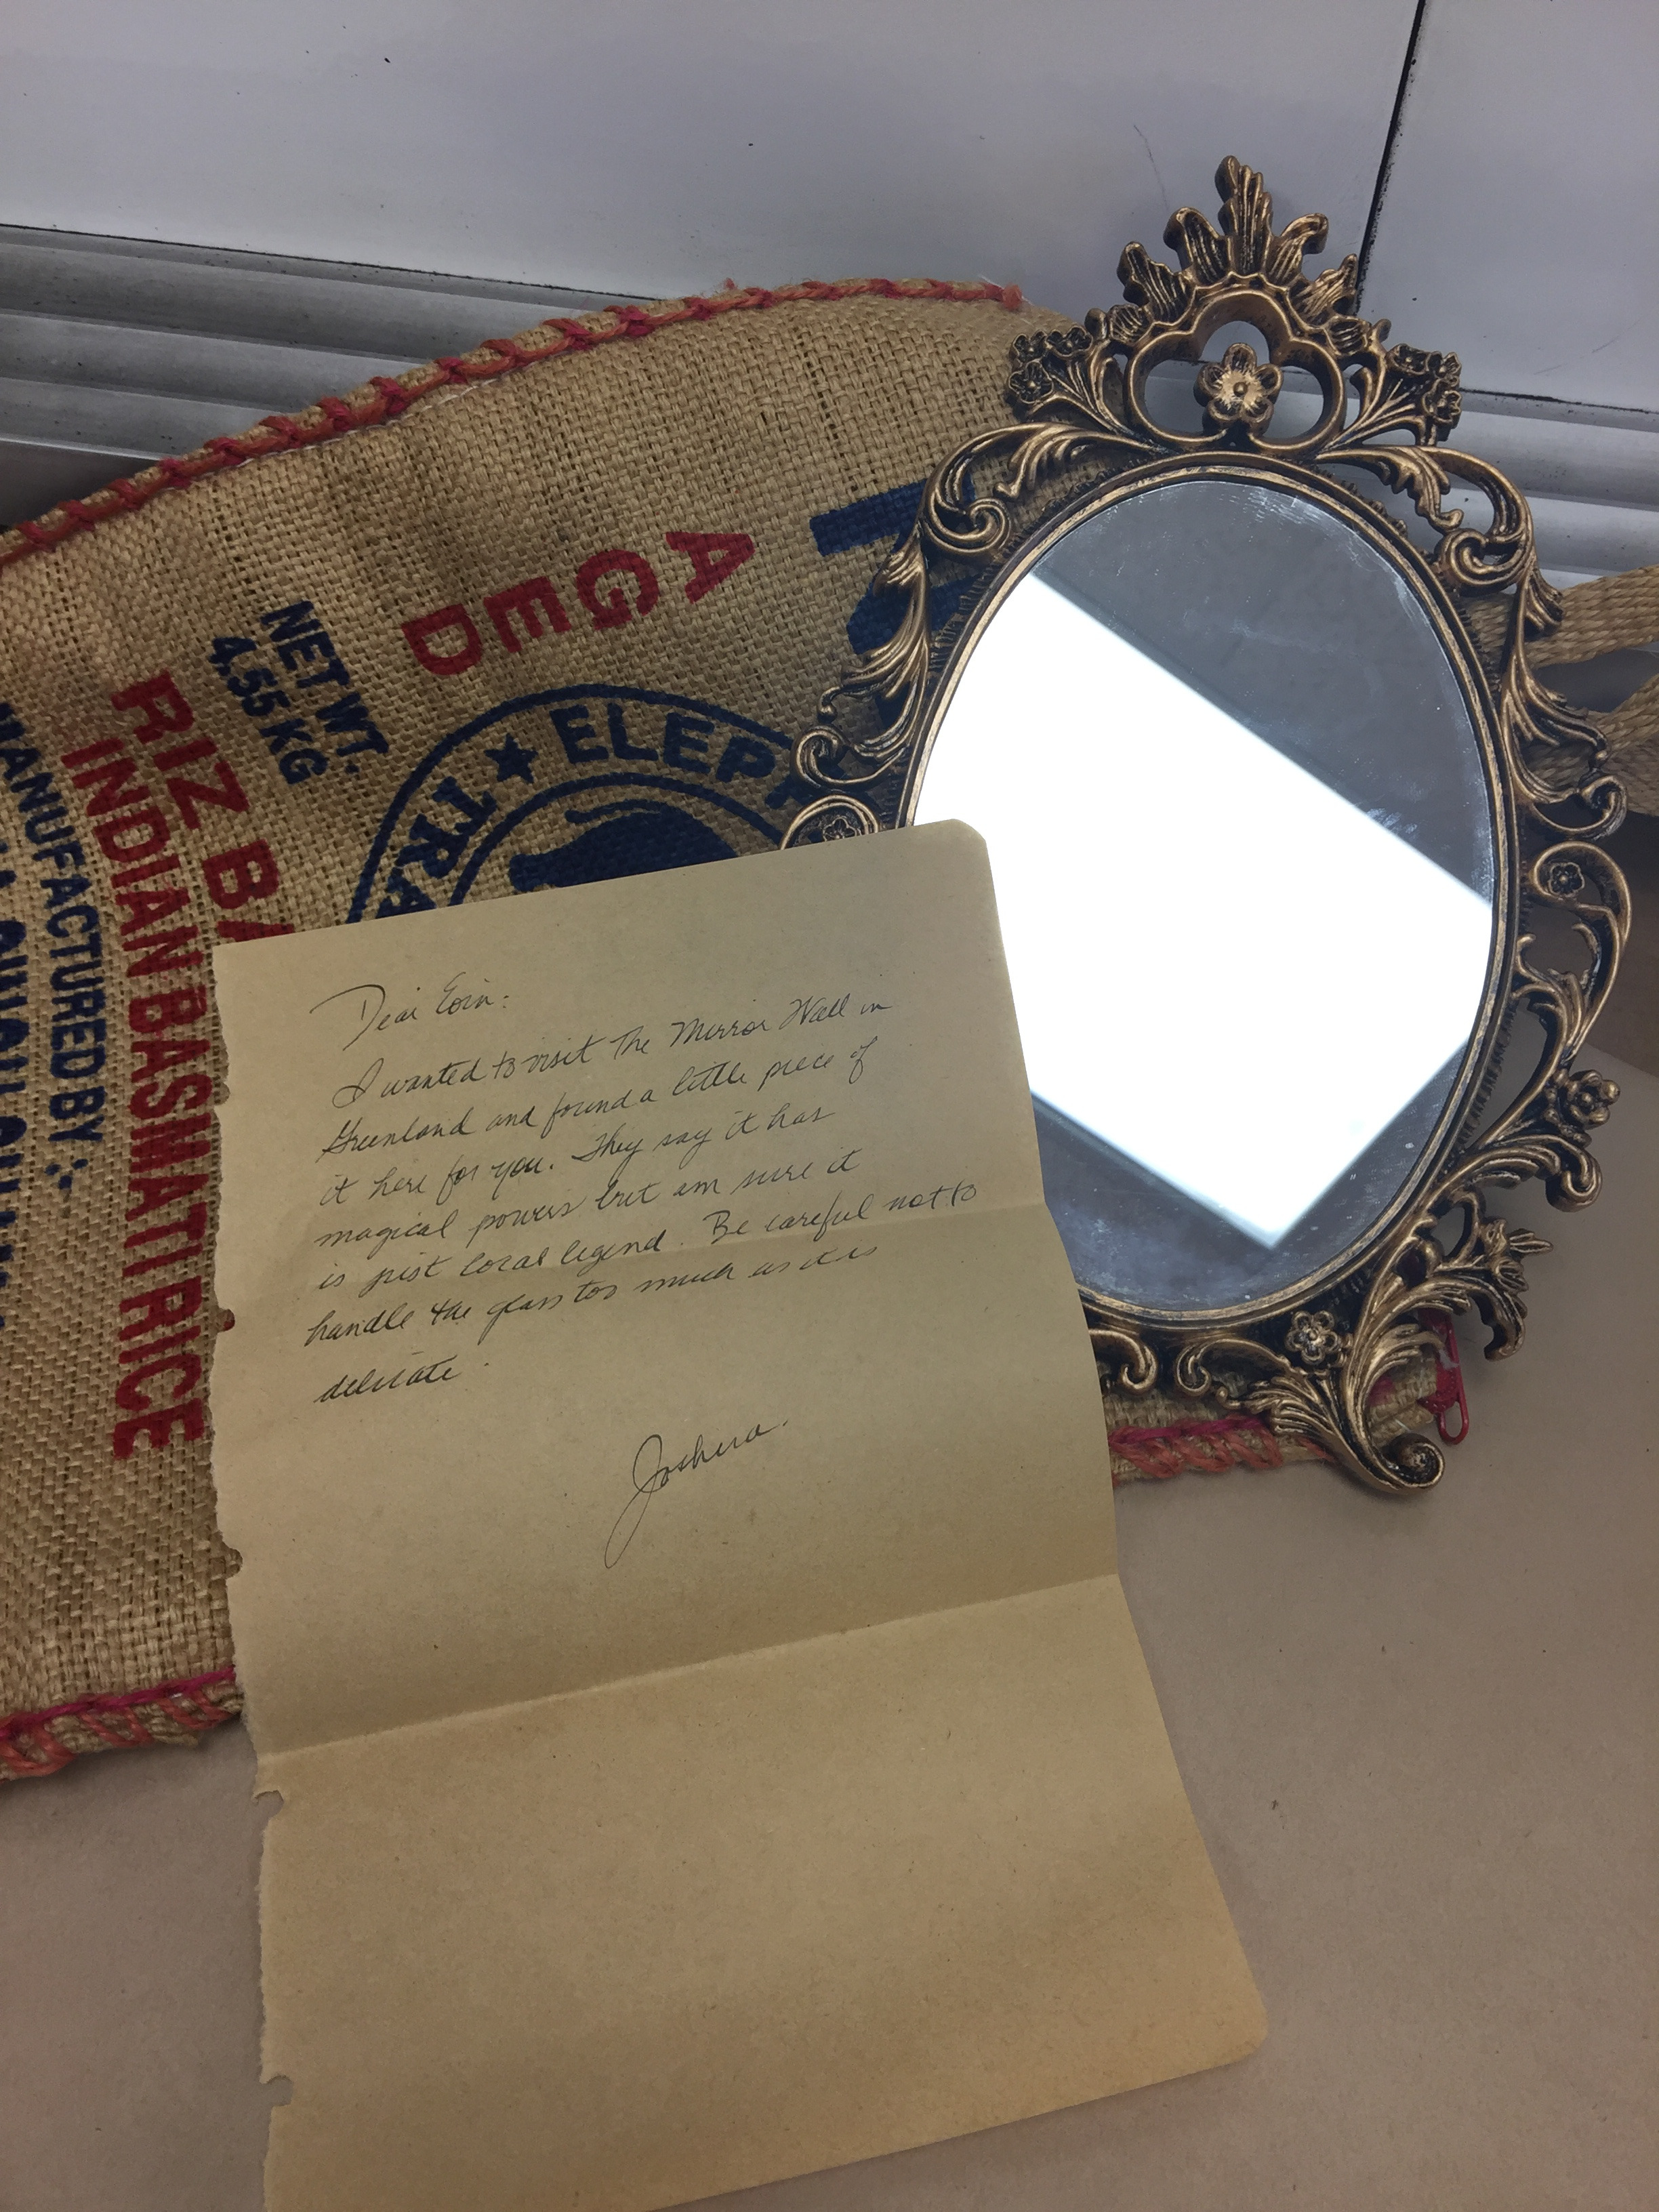 AGED
NET WT.
4.55 KG
ELEP
TRA
RIZ BA
INDIAN BASMATI RICE
MANUFACTURED BY:
Dear Eoin:
I wanted to visit The Mirror Wall in
Greenland and found a little piece of
it here for you. They say it has
magical powers but am sure it
is just local legend. Be careful not to
handle the glass too much as it is
delicate.
Joshua.